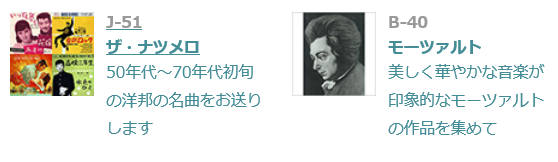 J-51
ザ・ナツメロ
50年代～70年代初旬
の洋邦の名曲をお送り
します
B-40
モーツァルト
美しく華やかな音楽が
印象的なモーツァルト
の作品を集めて